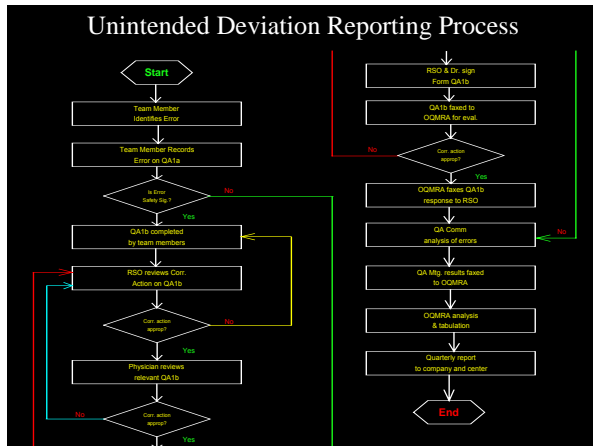 Unintended Deviation Reporting Process
Start
Team Member
Identifies Error
Team Member Records
Error on QA1a
Is Error
Safety Sig.?
No
Yes
QA1b completed
by team members
RSO reviews Corr.
Action on QA1b
Corr. action
approp?
No
Yes
Physician reviews
relevant QA1b
Corr. action
approp?
No
Yes
RSO & Dr. sign
Form QA1b
QA1b faxed to
OQMRA for eval.
Corr. action
approp?
No
Yes
OQMRA faxes QA1b
response to RSO
QA Comm
analysis of errors
No
QA Mtg. results faxed
to OQMRA
OQMRA analysis
& tabulation
Quarterly report
to company and center
End